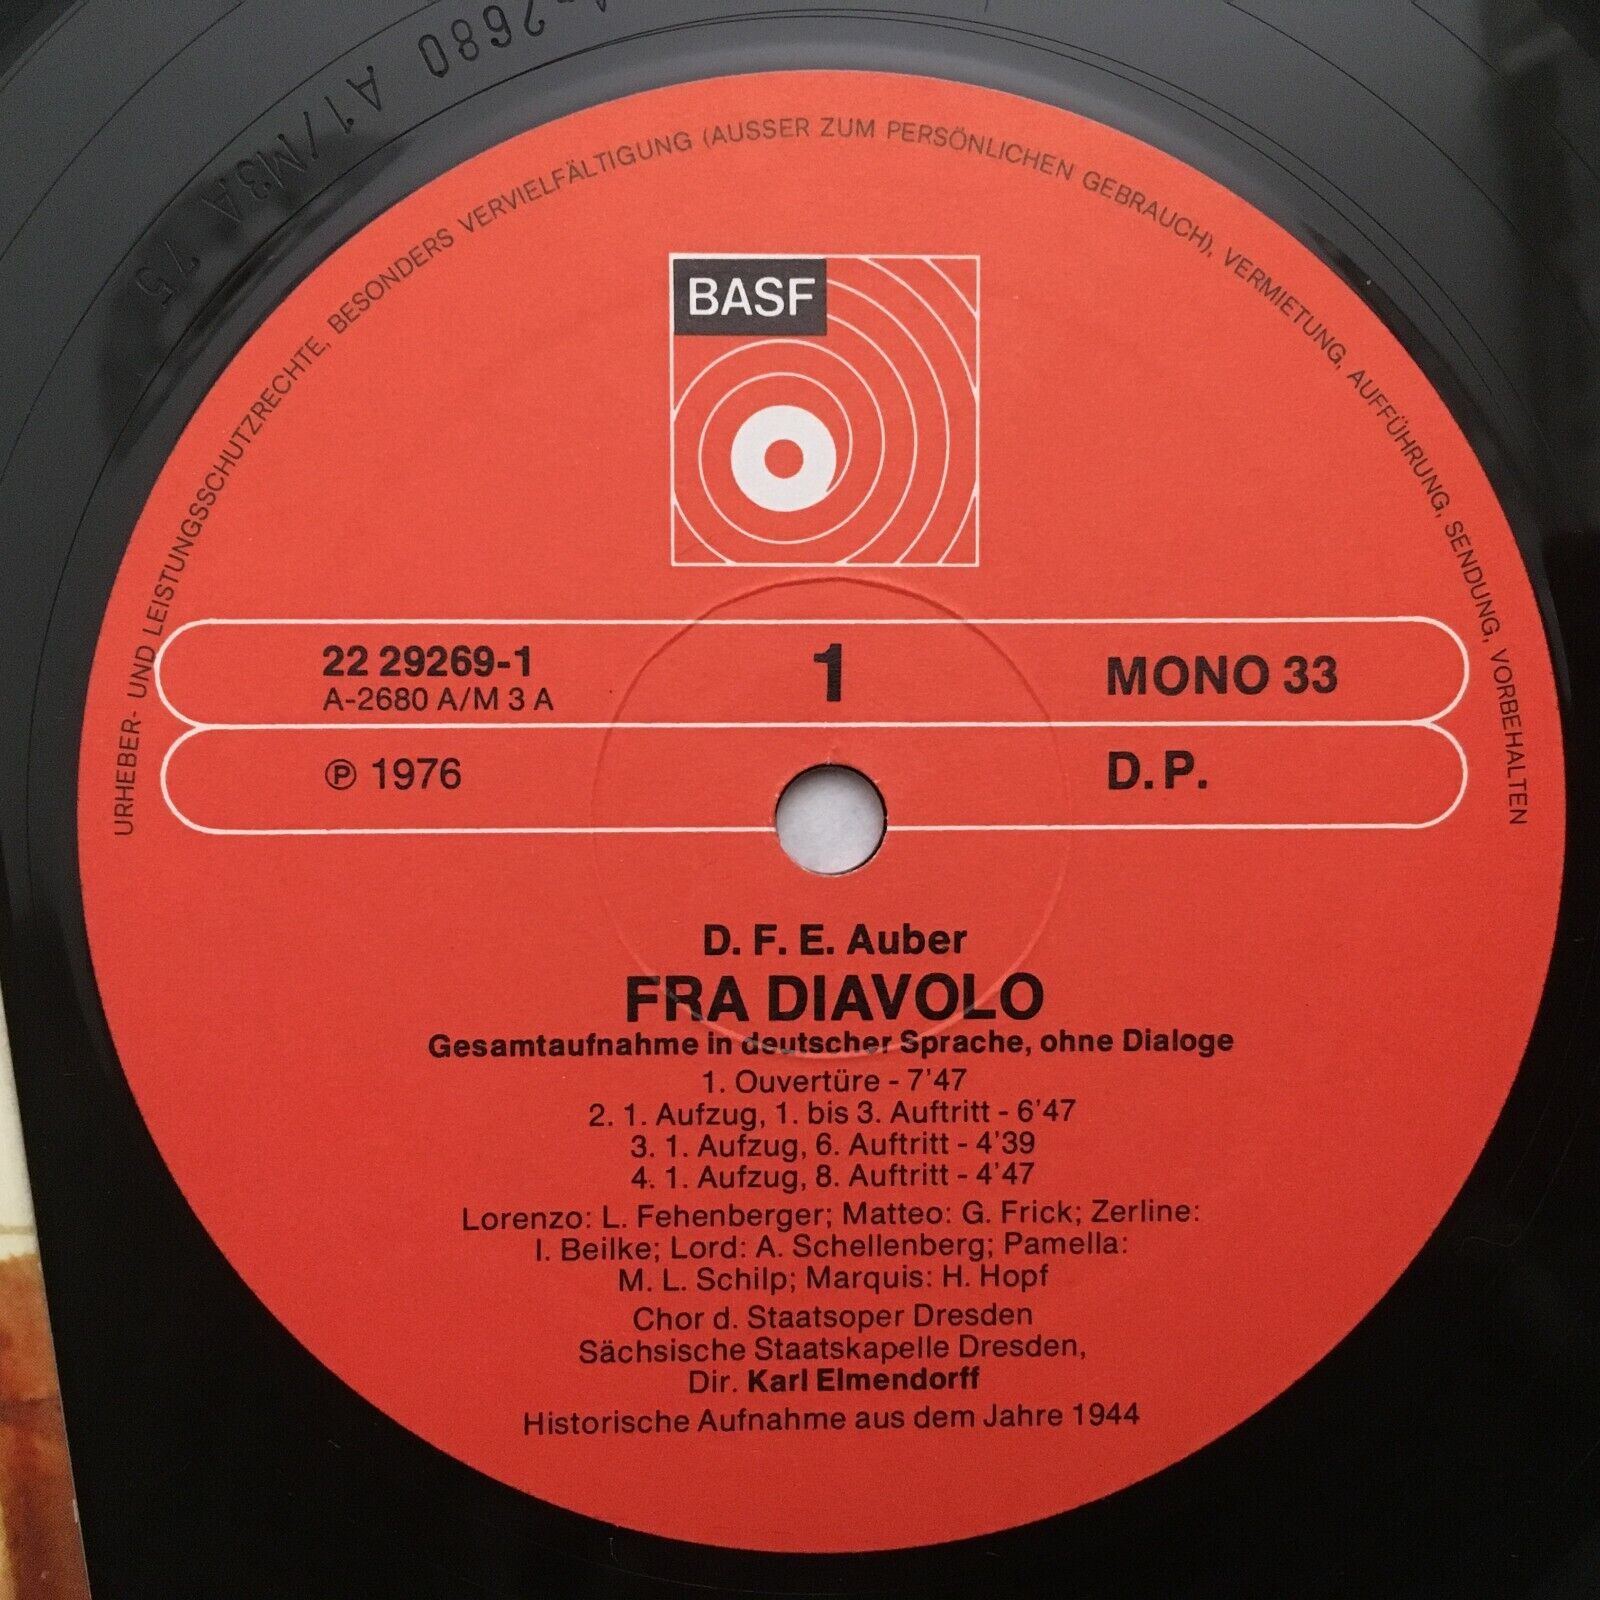 2680 A1/M3A 75
URHEBER- UND LEISTUNGSSCHUTZRECHTE, BESONDERS VERVIELFÄLTIGUNG (AUSSER ZUM PERSÖNLICHEN GEBRAUCH), VERMIETUNG, AUFFÜHRUNG, SENDUNG, VORBEHALTEN
BASF
22 29269-1 1 MONO 33
A-2680 A/M 3 A
℗ 1976 D.P.
D. F. E. Auber
FRA DIAVOLO
Gesamtaufnahme in deutscher Sprache, ohne Dialoge
1. Ouvertüre - 7'47
2. 1. Aufzug, 1. bis 3. Auftritt - 6'47
3. 1. Aufzug, 6. Auftritt - 4'39
4. 1. Aufzug, 8. Auftritt - 4'47
Lorenzo: L. Fehenberger; Matteo: G. Frick; Zerline:
I. Beilke; Lord: A. Schellenberg; Pamella:
M. L. Schilp; Marquis: H. Hopf
Chor d. Staatsoper Dresden
Sächsische Staatskapelle Dresden,
Dir. Karl Elmendorff
Historische Aufnahme aus dem Jahre 1944